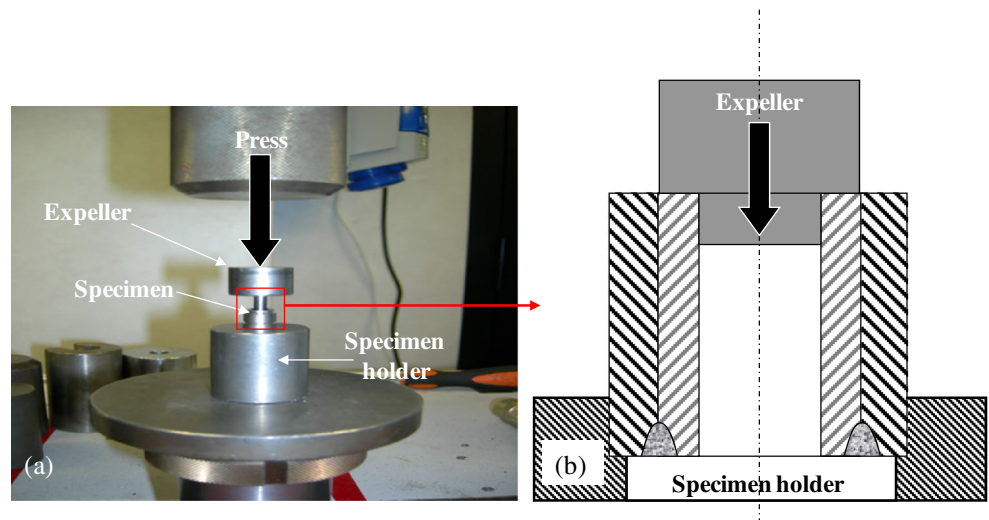 Expeller
Press
Expeller
Specimen
Specimen
holder
(a)
(b)
Specimen holder